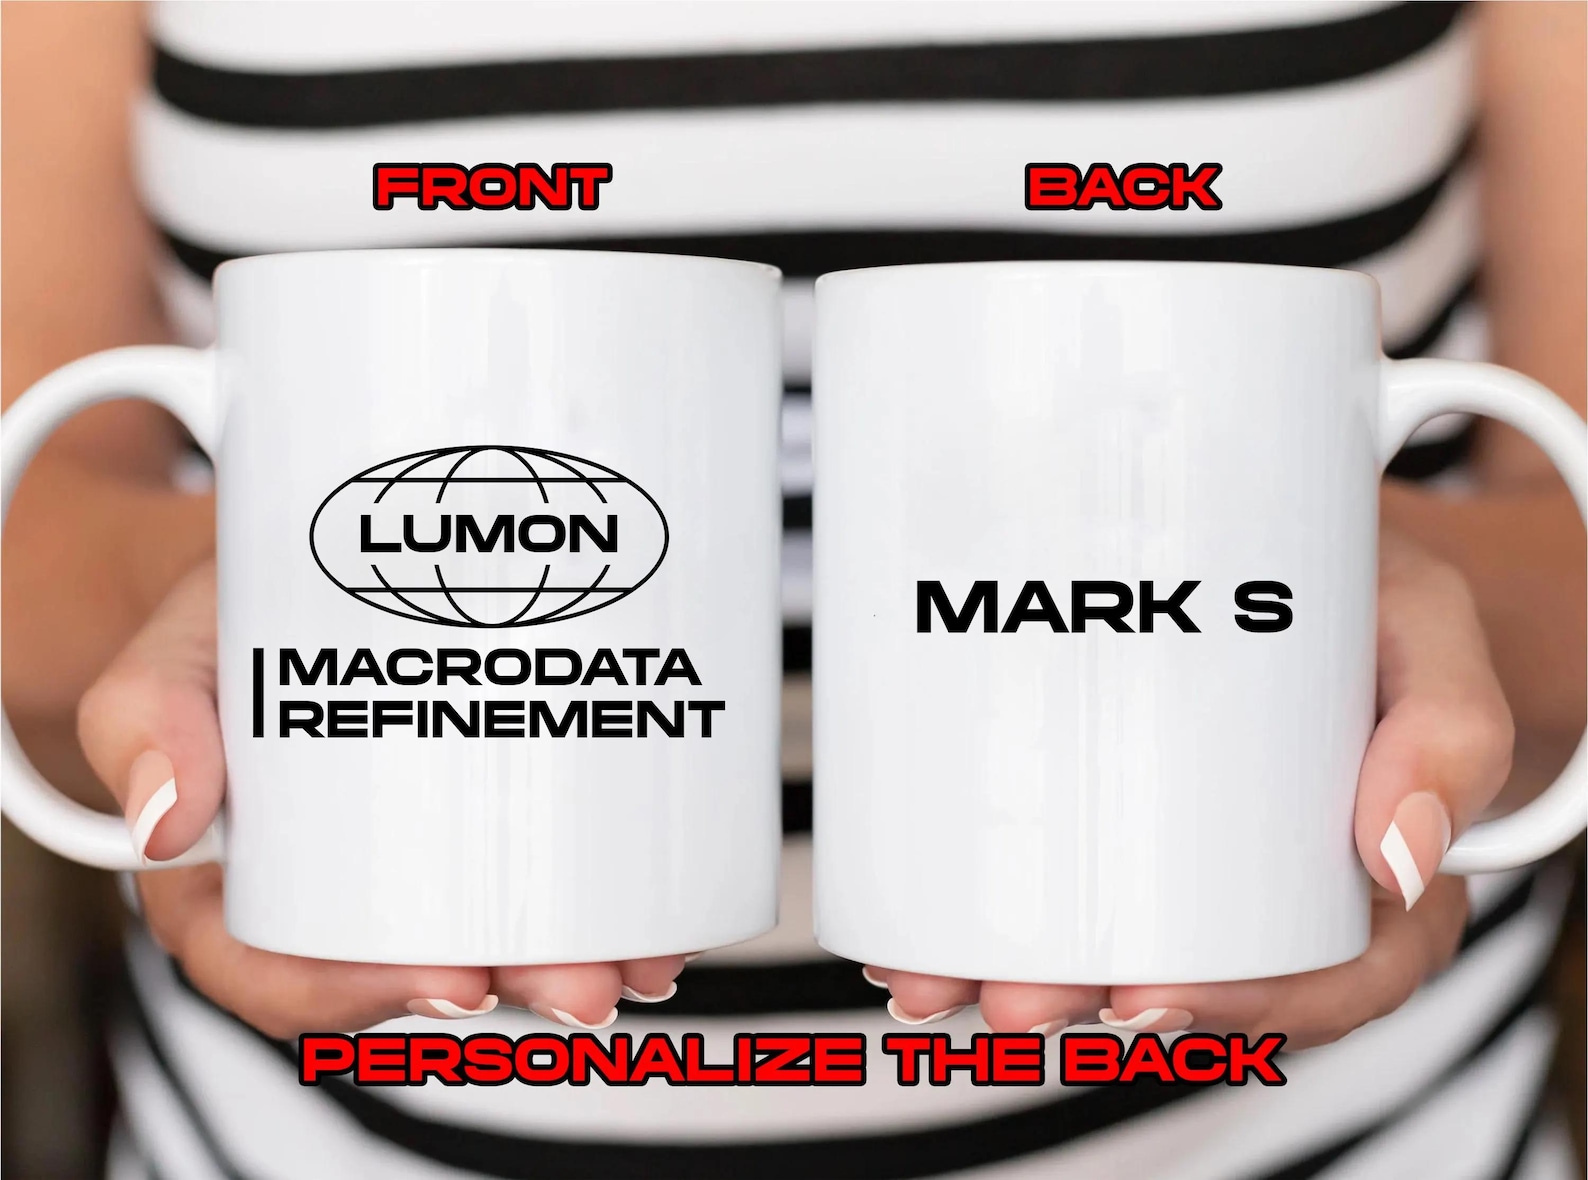 FRONT
BACK
LUMON
MACRODATA
REFINEMENT
MARK S
PERSONALIZE THE BACK